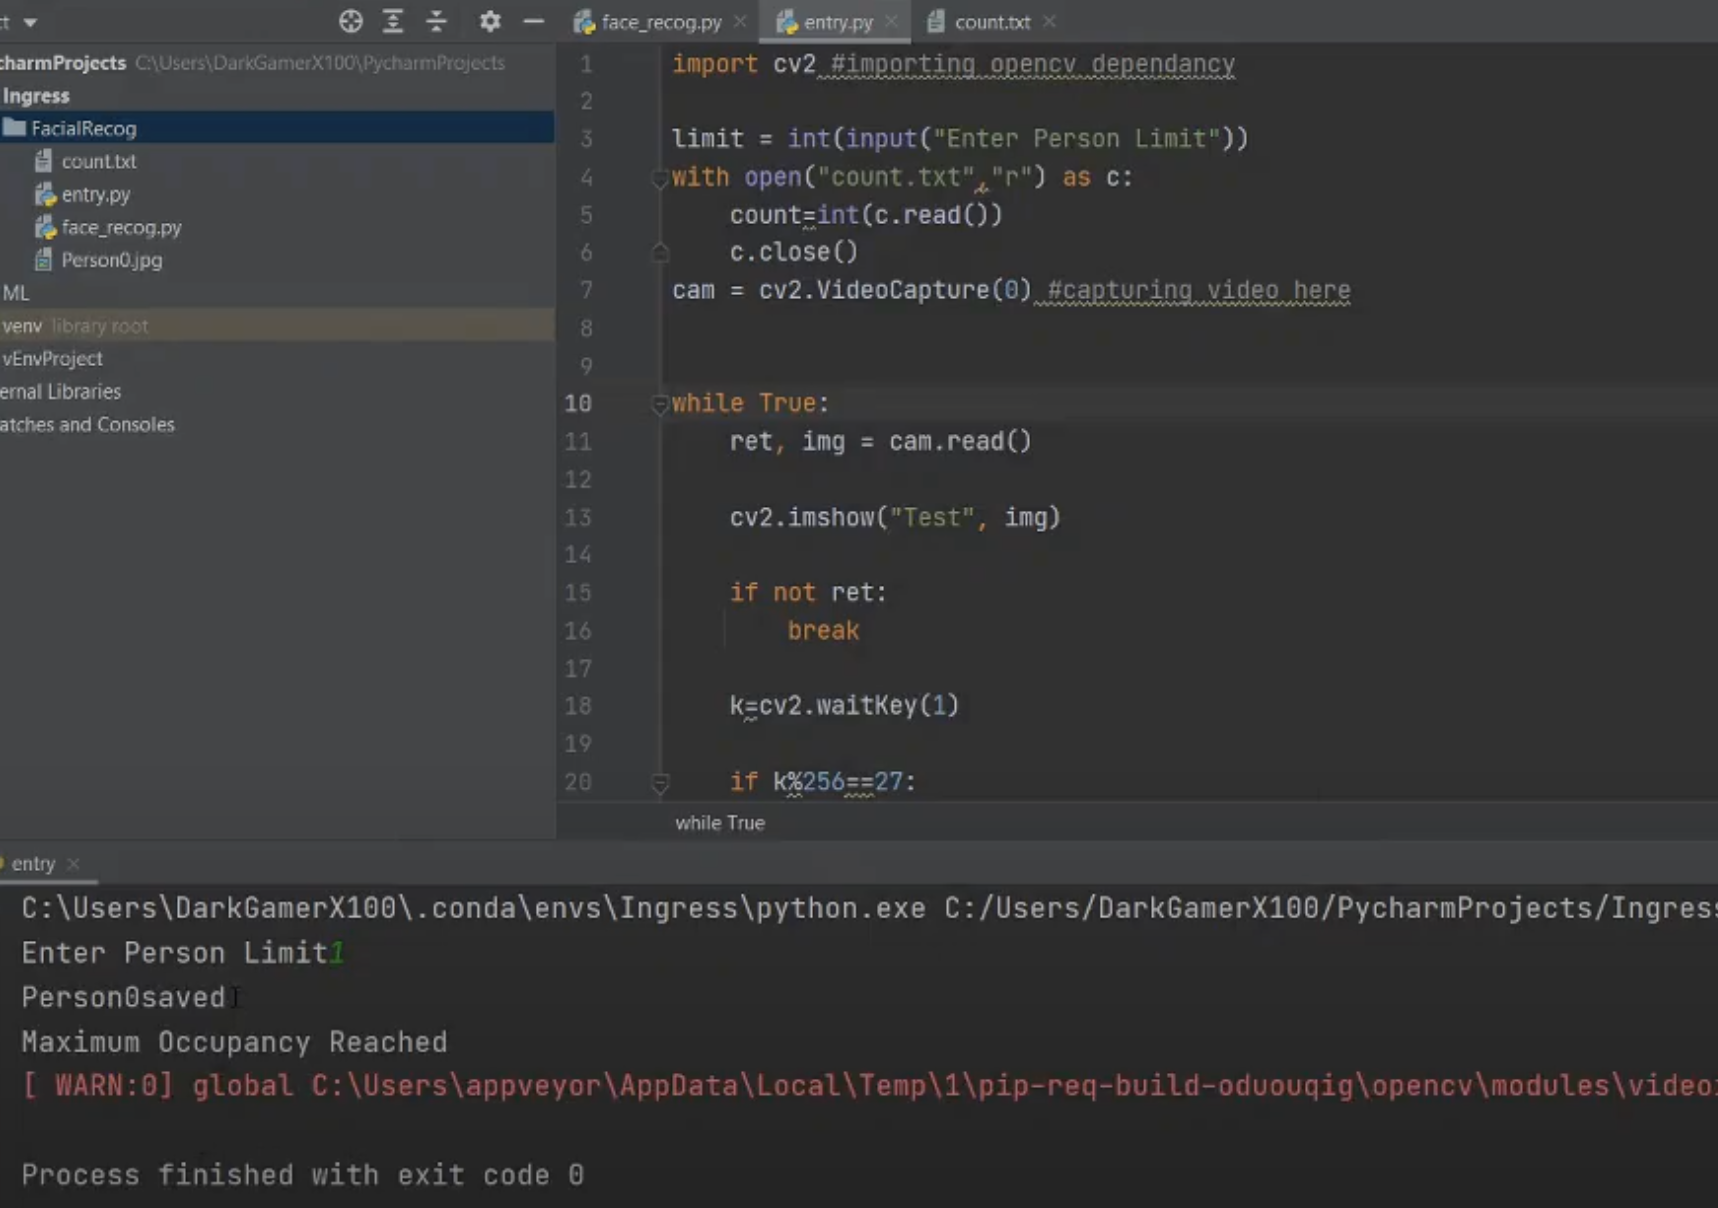 ct
face_recog.py
entry.py
count.txt
charmProjects C:\Users\DarkGamerX100\PycharmProjects
Ingress
FacialRecog
count.txt
entry.py
face_recog.py
Person0.jpg
ML
venv library root
vEnvProject
ernal Libraries
atches and Consoles
1 import cv2 #importing opencv dependancy
2
3 limit = int(input("Enter Person Limit"))
4 with open("count.txt","r") as c:
5 count=int(c.read())
6 c.close()
7 cam = cv2.VideoCapture(0) #capturing video here
8
9
10 while True:
11 ret, img = cam.read()
12
13 cv2.imshow("Test", img)
14
15 if not ret:
16 break
17
18 k=cv2.waitKey(1)
19
20 if k%256==27:
while True
entry
C:\Users\DarkGamerX100\.conda\envs\Ingress\python.exe C:/Users/DarkGamerX100/PycharmProjects/Ingress
Enter Person Limit1
Person0saved
Maximum Occupancy Reached
[ WARN:0] global C:\Users\appveyor\AppData\Local\Temp\1\pip-req-build-oduouqig\opencv\modules\video
Process finished with exit code 0